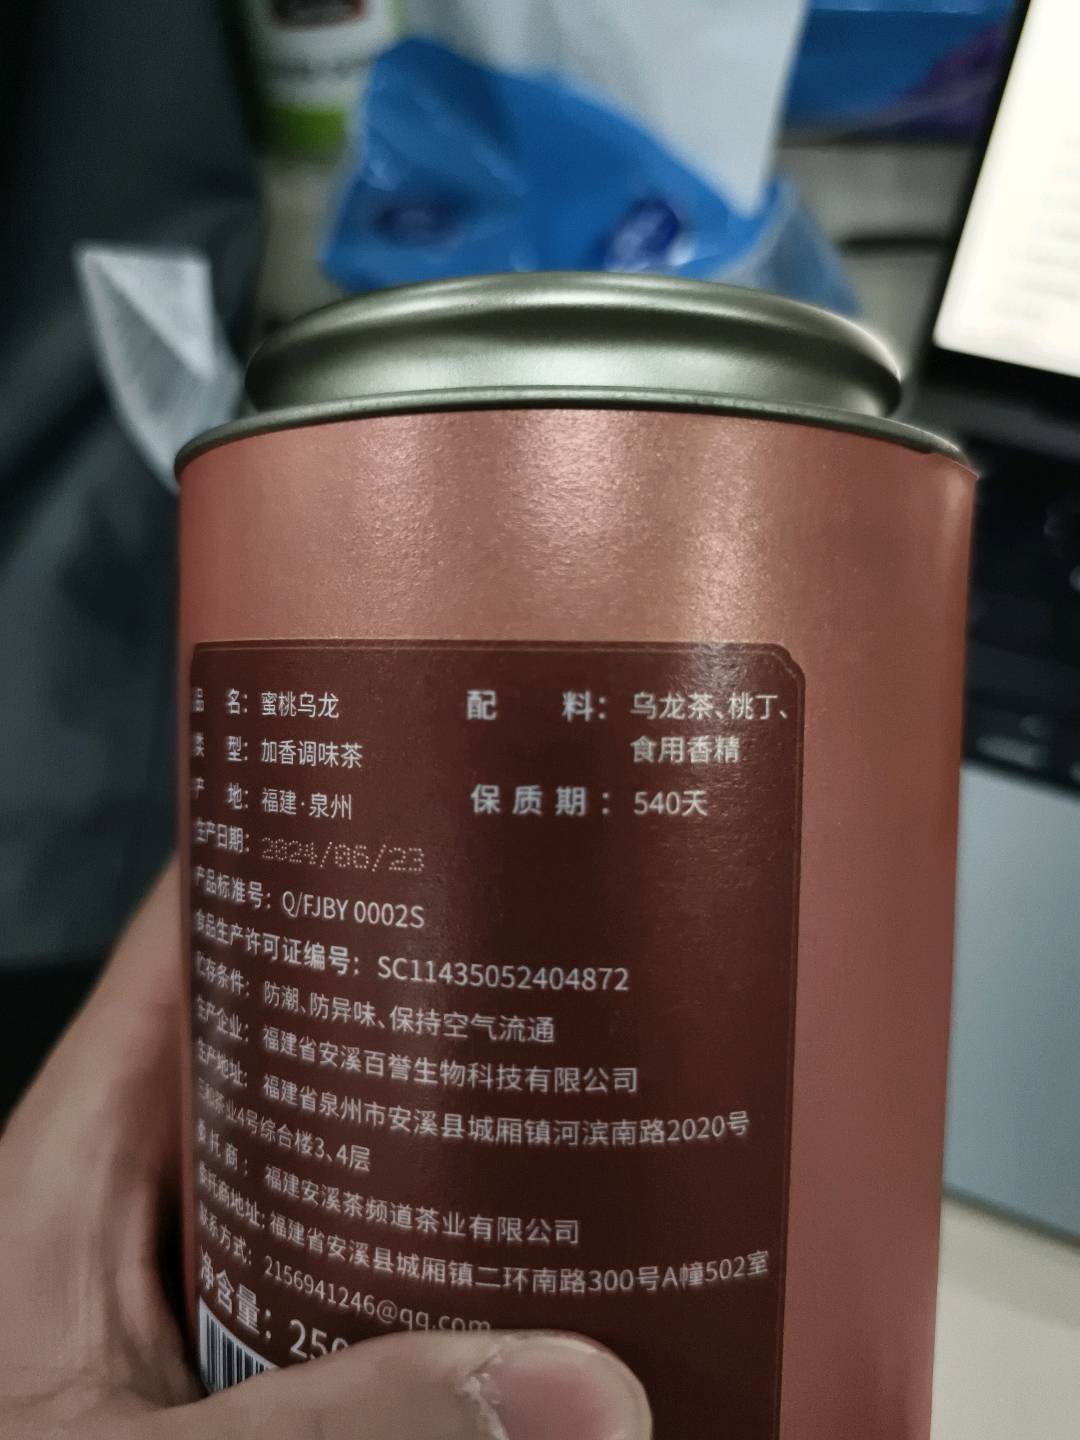 品 名：蜜桃乌龙
类 型：加香调味茶
产 地：福建·泉州
生产日期：2024/06/23
配 料：乌龙茶、桃丁、
食用香精
保质期：540天
产品标准号：Q/FJBY 0002S
食品生产许可证编号：SC11435052404872
贮存条件：防潮、防异味、保持空气流通
生产企业：福建省安溪百誉生物科技有限公司
生产地址：福建省泉州市安溪县城厢镇河滨南路2020号
三和茶业4号综合楼3、4层
委托商：福建安溪茶频道茶业有限公司
委托商地址：福建省安溪县城厢镇二环南路300号A幢502室
联系方式：2156941246@qq.com
净含量：250